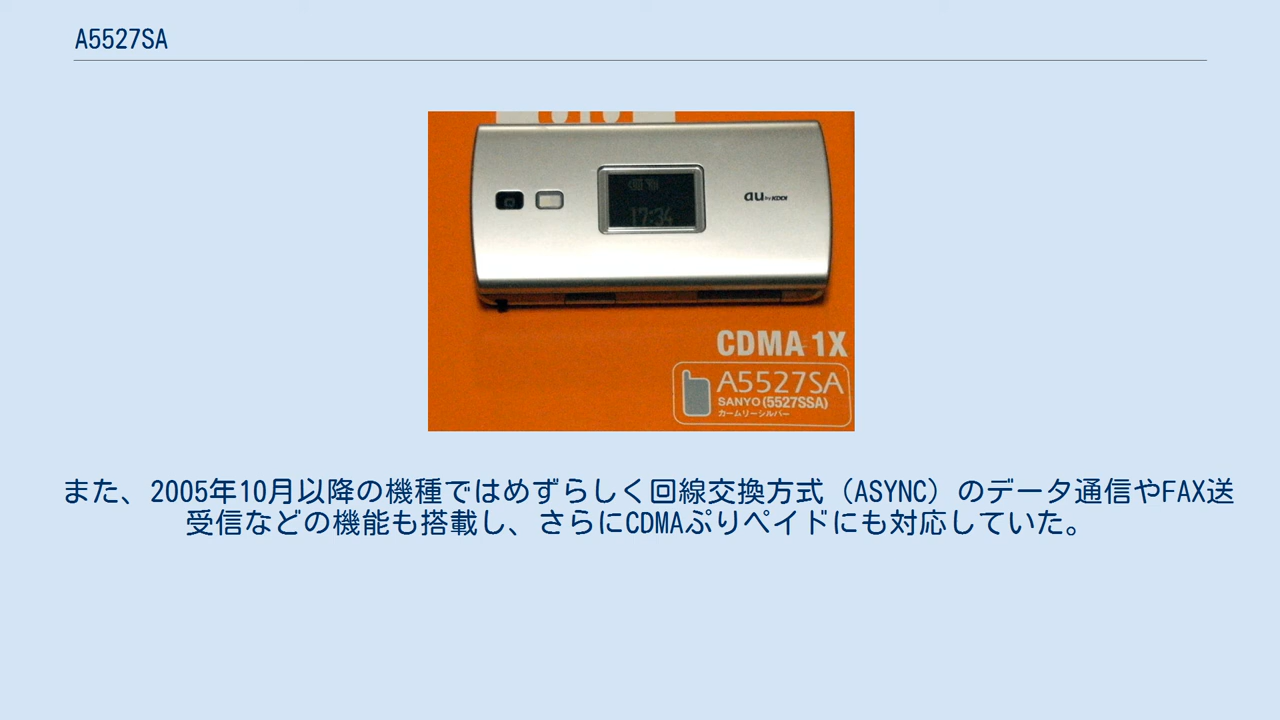 A5527SA
17:34
au by KDDI
CDMA 1X
A5527SA
SANYO (5527SSA)
カームリーシルバー
また、2005年10月以降の機種ではめずらしく回線交換方式（ASYNC）のデータ通信やFAX送
受信などの機能も搭載し、さらにCDMAぷりペイドにも対応していた。